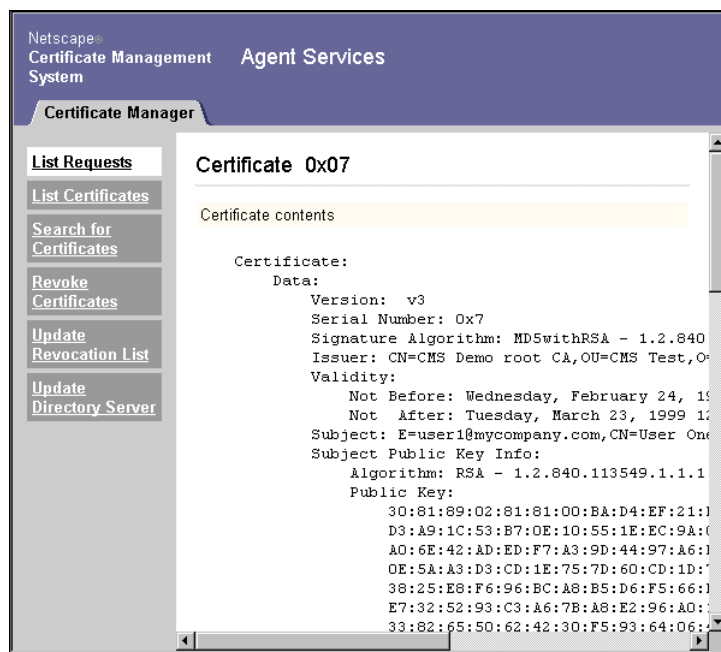 Netscape®
Certificate Management
System
Agent Services
Certificate Manager
List Requests
List Certificates
Search for
Certificates
Revoke
Certificates
Update
Revocation List
Update
Directory Server
Certificate 0x07
Certificate contents
Certificate:
Data:
Version: v3
Serial Number: 0x7
Signature Algorithm: MD5withRSA - 1.2.840
Issuer: CN=CMS Demo root CA,OU=CMS Test,O=
Validity:
Not Before: Wednesday, February 24, 19
Not After: Tuesday, March 23, 1999 12
Subject: E=user1@mycompany.com,CN=User One
Subject Public Key Info:
Algorithm: RSA - 1.2.840.113549.1.1.1
Public Key:
30:81:89:02:81:81:00:BA:D4:EF:21:
D3:A9:1C:53:B7:0E:10:55:1E:EC:9A:
A0:6E:42:AD:ED:F7:A3:9D:44:97:A6:
0E:5A:A3:D3:CD:1E:75:7D:60:CD:1D:
38:25:E8:F6:96:BC:A8:B5:D6:F5:66:
E7:32:52:93:C3:A6:7B:A8:E2:96:A0:
33:82:65:50:62:42:30:F5:93:64:06: